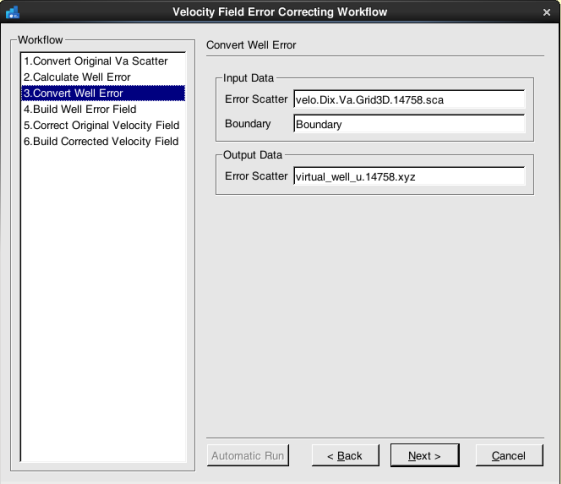 Velocity Field Error Correcting Workflow
×
Workflow
1.Convert Original Va Scatter
2.Calculate Well Error
3.Convert Well Error
4.Build Well Error Field
5.Correct Original Velocity Field
6.Build Corrected Velocity Field
Convert Well Error
Input Data
Error Scatter velo.Dix.Va.Grid3D.14758.sca
Boundary Boundary
Output Data
Error Scatter virtual_well_u.14758.xyz
Automatic Run < Back Next > Cancel